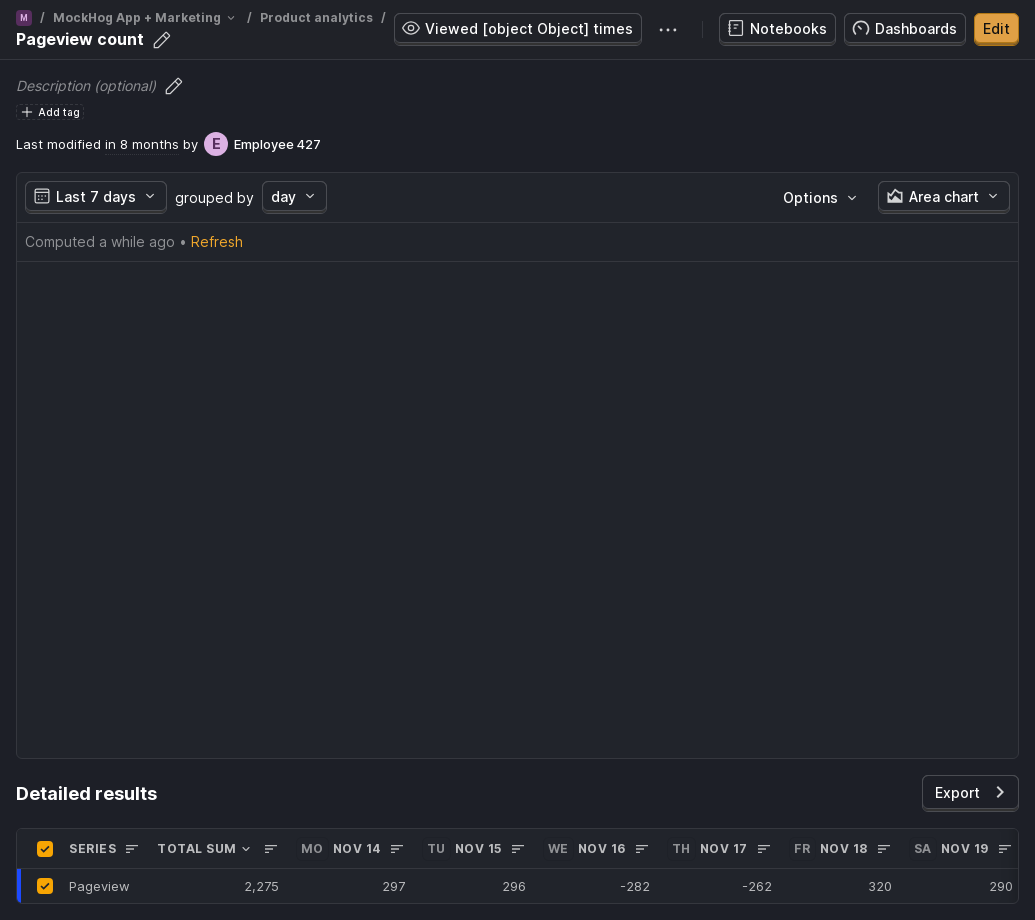 M / MockHog App + Marketing / Product analytics /
Pageview count
Viewed [object Object] times
Notebooks
Dashboards
Edit
Description (optional)
Add tag
Last modified in 8 months by E Employee 427
Last 7 days grouped by day Options Area chart
Computed a while ago • Refresh
Detailed results Export
SERIES TOTAL SUM MO NOV 14 TU NOV 15 WE NOV 16 TH NOV 17 FR NOV 18 SA NOV 19
Pageview 2,275 297 296 -282 -262 320 290